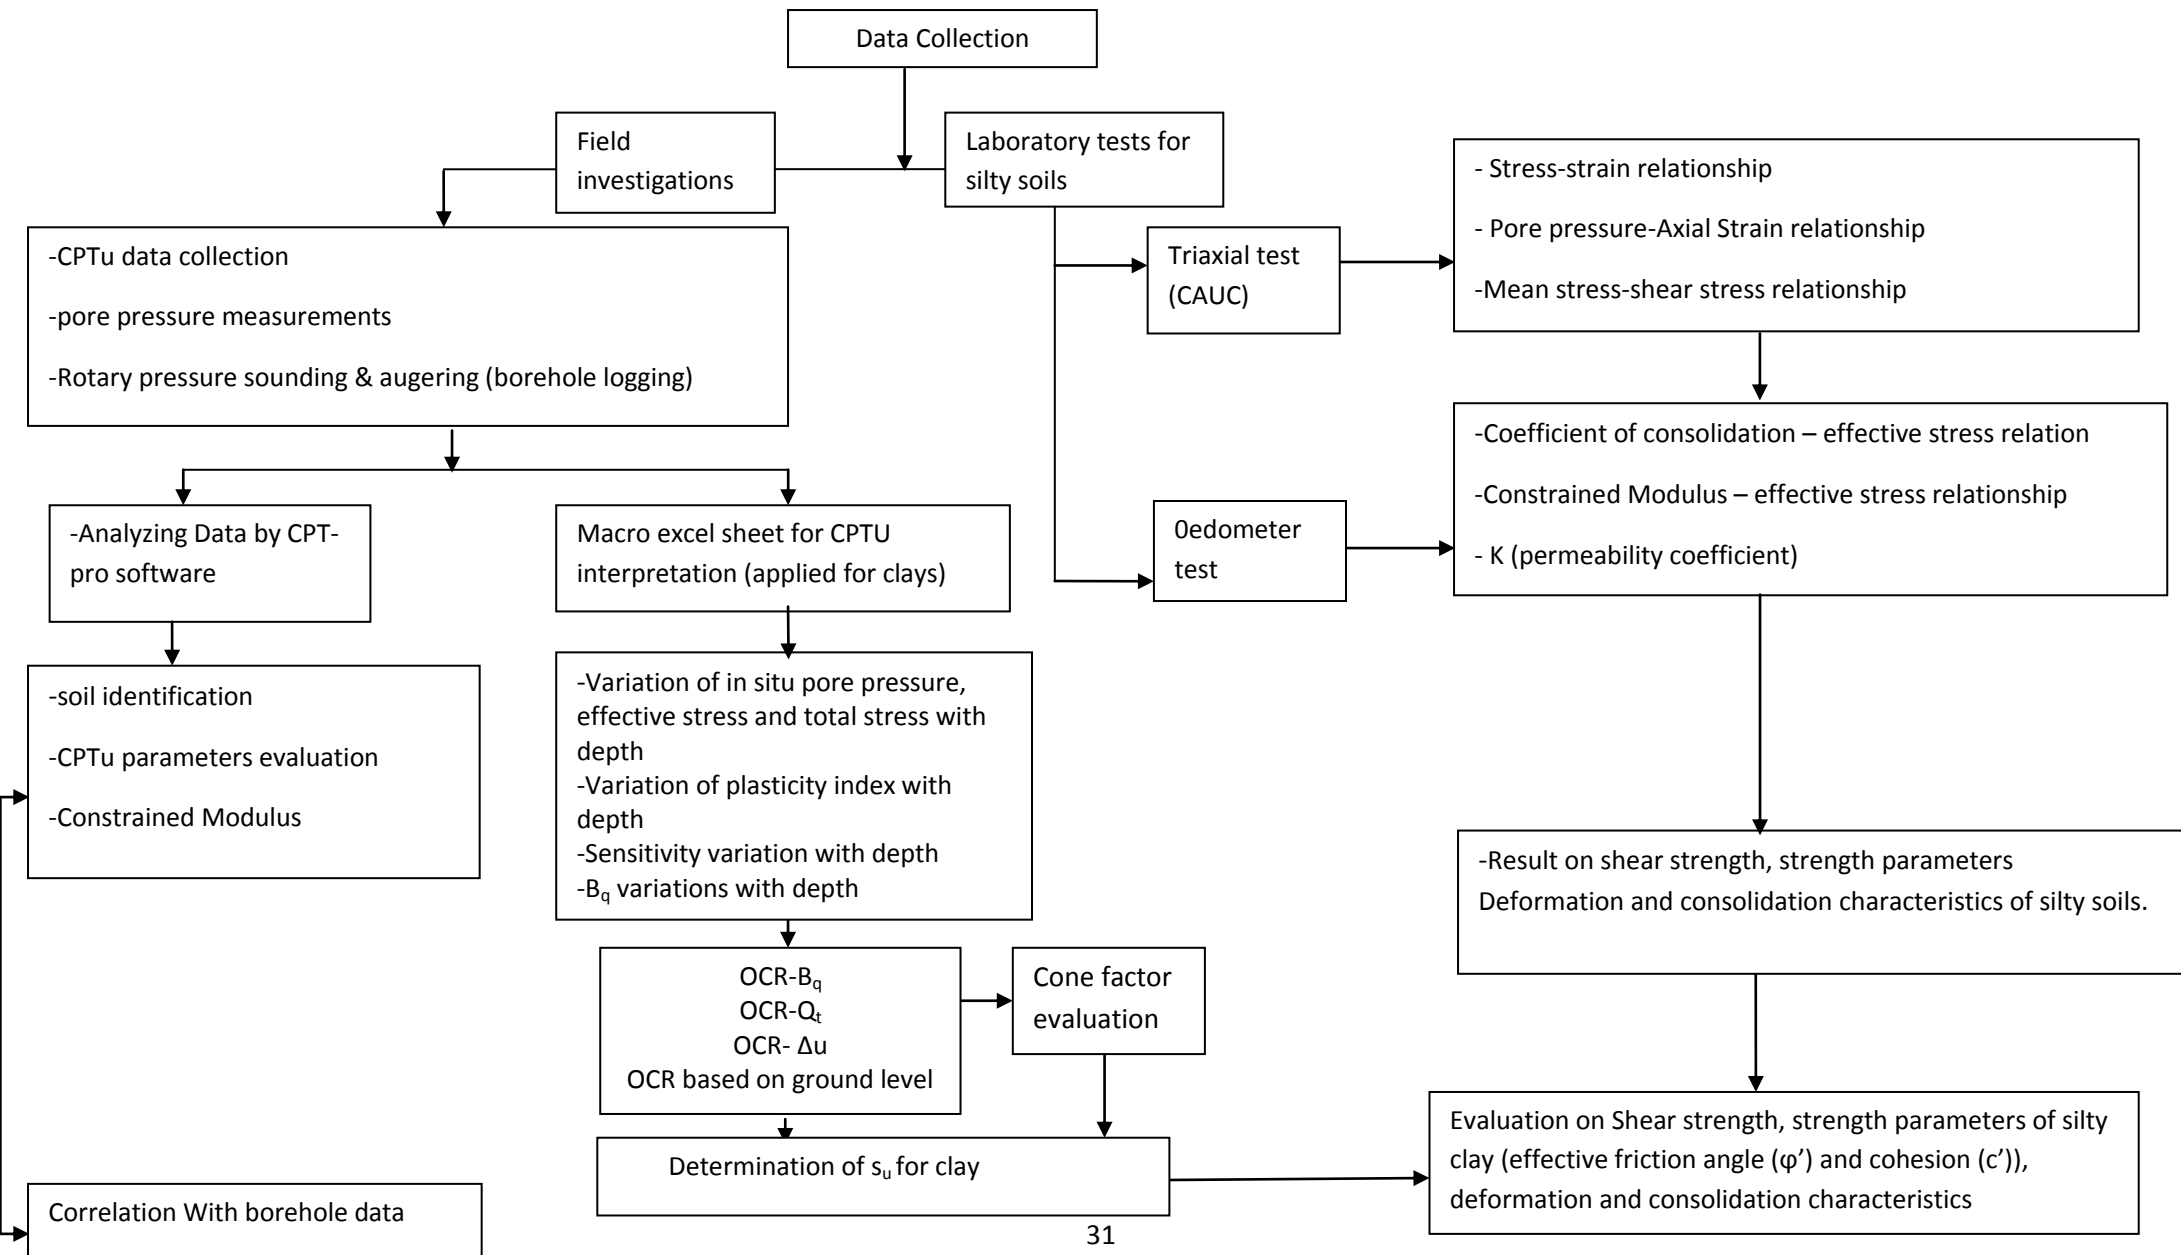 Data Collection
Field
investigations
Laboratory tests for
silty soils
- Stress-strain relationship
- Pore pressure-Axial Strain relationship
-Mean stress-shear stress relationship
-CPTu data collection
-pore pressure measurements
-Rotary pressure sounding & augering (borehole logging)
Triaxial test
(CAUC)
-Coefficient of consolidation – effective stress relation
-Constrained Modulus – effective stress relationship
- K (permeability coefficient)
-Analyzing Data by CPT-
pro software
Macro excel sheet for CPTU
interpretation (applied for clays)
0edometer
test
-soil identification
-CPTu parameters evaluation
-Constrained Modulus
-Variation of in situ pore pressure,
effective stress and total stress with
depth
-Variation of plasticity index with
depth
-Sensitivity variation with depth
-Bq variations with depth
-Result on shear strength, strength parameters
Deformation and consolidation characteristics of silty soils.
OCR-Bq
OCR-Qt
OCR- Δu
OCR based on ground level
Cone factor
evaluation
Determination of su for clay
Evaluation on Shear strength, strength parameters of silty
clay (effective friction angle (φ’) and cohesion (c’)),
deformation and consolidation characteristics
Correlation With borehole data
31